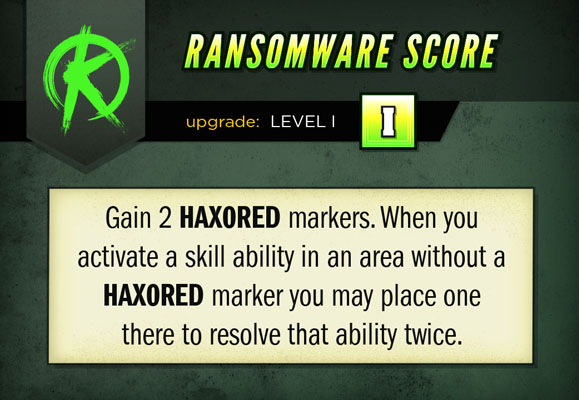 K
RANSOMWARE SCORE
upgrade: LEVEL I
I
Gain 2 HAXORED markers. When you
activate a skill ability in an area without a
HAXORED marker you may place one
there to resolve that ability twice.